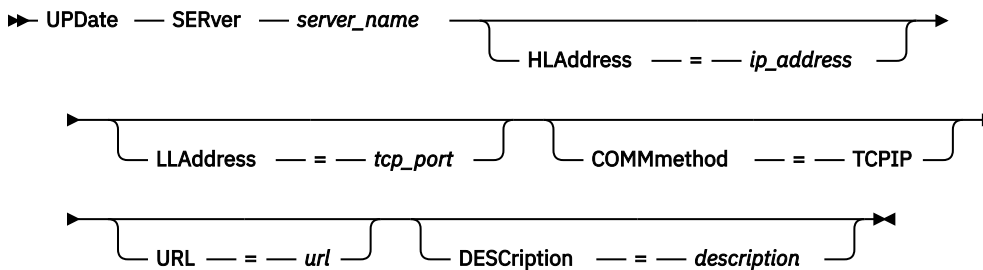 UPDate SERver server_name
HLAddress = ip_address
LLAddress = tcp_port COMMmethod = TCPIP
URL = url DESCription = description